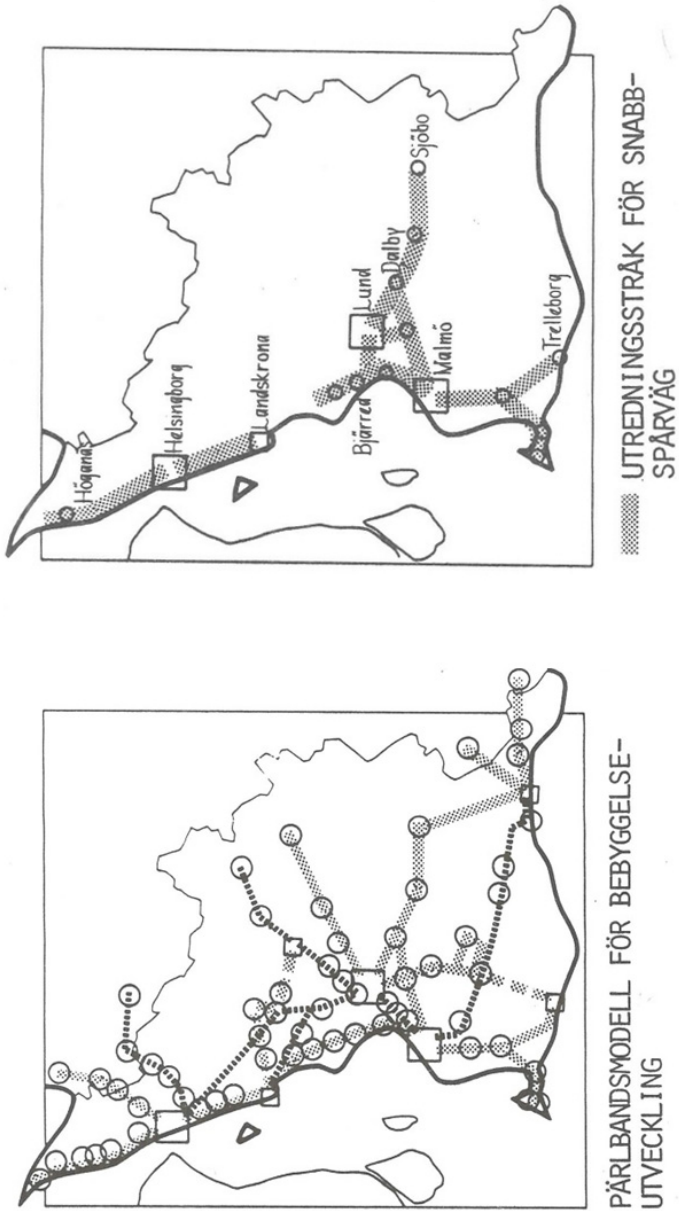 PÄRLBANDSMODELL FÖR BEBYGGELSE-
UTVECKLING
Höganäs
Helsingborg
Landskrona
Bjärred
Lund
Dalby
Sjöbo
Malmö
Trelleborg
UTREDNINGSSTRÅK FÖR SNABB-
SPÅRVÄG